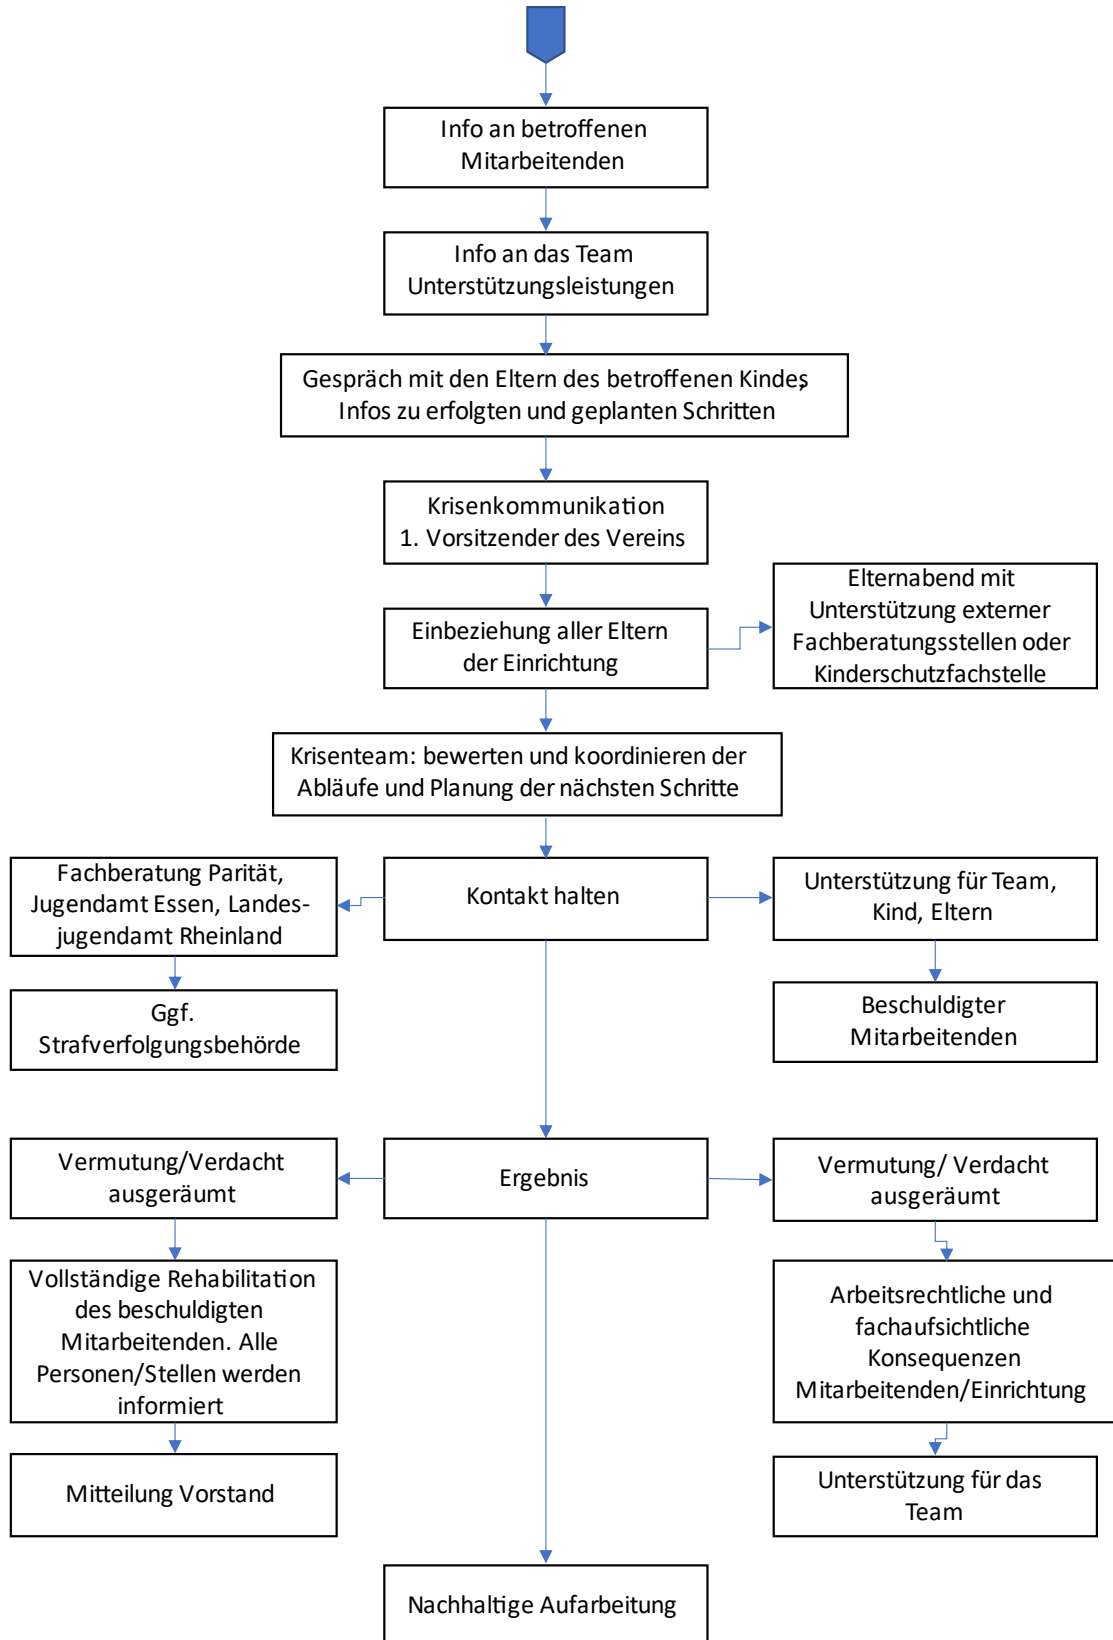 Info an betroffenen
Mitarbeitenden
Info an das Team
Unterstützungsleistungen
Gespräch mit den Eltern des betroffenen Kindes,
Infos zu erfolgten und geplanten Schritten
Krisenkommunikation
1. Vorsitzender des Vereins
Einbeziehung aller Eltern
der Einrichtung
Elternabend mit
Unterstützung externer
Fachberatungsstellen oder
Kinderschutzfachstelle
Krisenteam: bewerten und koordinieren der
Abläufe und Planung der nächsten Schritte
Fachberatung Parität,
Jugendamt Essen, Landes-
jugendamt Rheinland
Kontakt halten
Unterstützung für Team,
Kind, Eltern
Ggf.
Strafverfolgungsbehörde
Beschuldigter
Mitarbeitenden
Vermutung/Verdacht
ausgeräumt
Ergebnis
Vermutung/ Verdacht
ausgeräumt
Vollständige Rehabilitation
des beschuldigten
Mitarbeitenden. Alle
Personen/Stellen werden
informiert
Arbeitsrechtliche und
fachaufsichtliche
Konsequenzen
Mitarbeitenden/Einrichtung
Mitteilung Vorstand
Unterstützung für das
Team
Nachhaltige Aufarbeitung